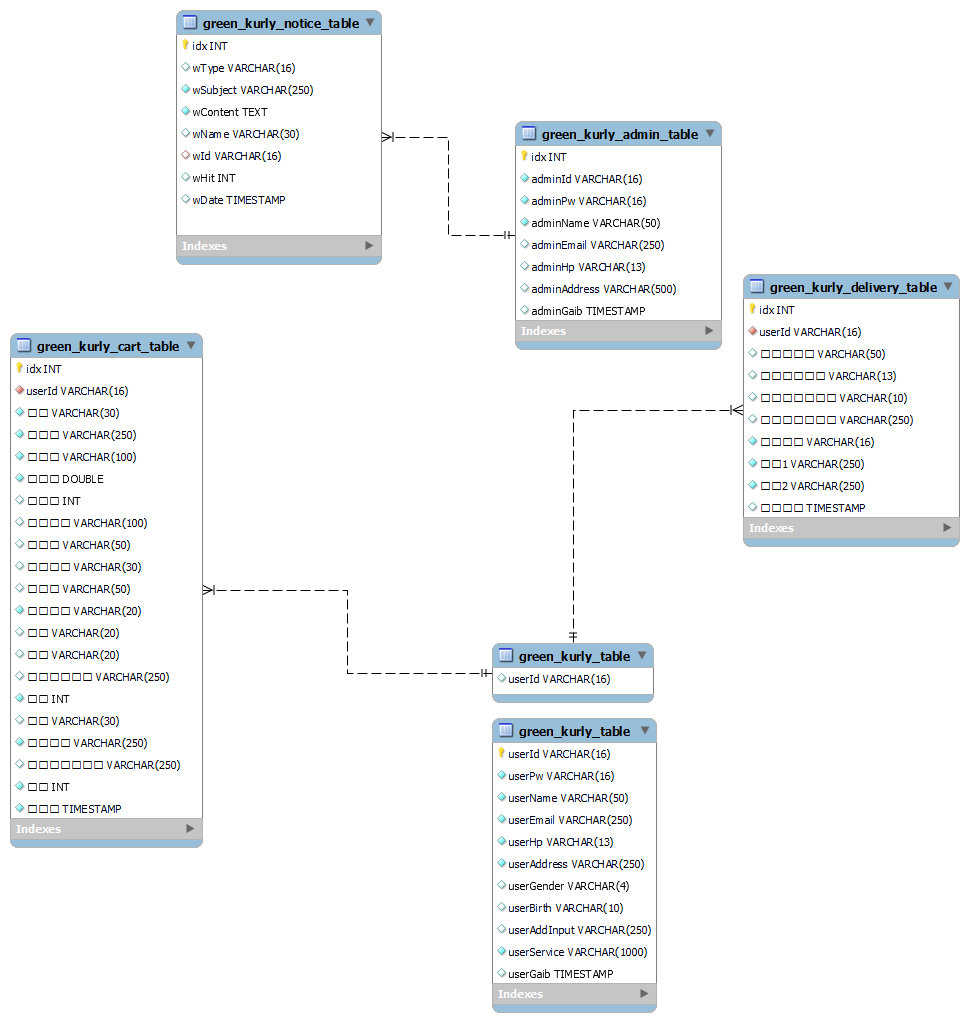 green_kurly_notice_table
idx INT
wType VARCHAR(16)
wSubject VARCHAR(250)
wContent TEXT
wName VARCHAR(30)
wId VARCHAR(16)
wHit INT
wDate TIMESTAMP
Indexes
green_kurly_admin_table
idx INT
adminId VARCHAR(16)
adminPw VARCHAR(16)
adminName VARCHAR(50)
adminEmail VARCHAR(250)
adminHp VARCHAR(13)
adminAddress VARCHAR(500)
adminGaib TIMESTAMP
Indexes
green_kurly_delivery_table
idx INT
userId VARCHAR(16)
□□□□□ VARCHAR(50)
□□□□□□ VARCHAR(13)
□□□□□□□ VARCHAR(10)
□□□□□□□ VARCHAR(250)
□□□□ VARCHAR(16)
□□1 VARCHAR(250)
□□2 VARCHAR(250)
□□□□ TIMESTAMP
Indexes
green_kurly_cart_table
idx INT
userId VARCHAR(16)
□□ VARCHAR(30)
□□□ VARCHAR(250)
□□□ VARCHAR(100)
□□□ DOUBLE
□□□ INT
□□□□ VARCHAR(100)
□□□ VARCHAR(50)
□□□□ VARCHAR(30)
□□□ VARCHAR(50)
□□□□ VARCHAR(20)
□□ VARCHAR(20)
□□ VARCHAR(20)
□□□□□□ VARCHAR(250)
□□ INT
□□ VARCHAR(30)
□□□□ VARCHAR(250)
□□□□□□□ VARCHAR(250)
□□ INT
□□□ TIMESTAMP
Indexes
green_kurly_table
userId VARCHAR(16)
green_kurly_table
userId VARCHAR(16)
userPw VARCHAR(16)
userName VARCHAR(50)
userEmail VARCHAR(250)
userHp VARCHAR(13)
userAddress VARCHAR(250)
userGender VARCHAR(4)
userBirth VARCHAR(10)
userAddInput VARCHAR(250)
userService VARCHAR(1000)
userGaib TIMESTAMP
Indexes